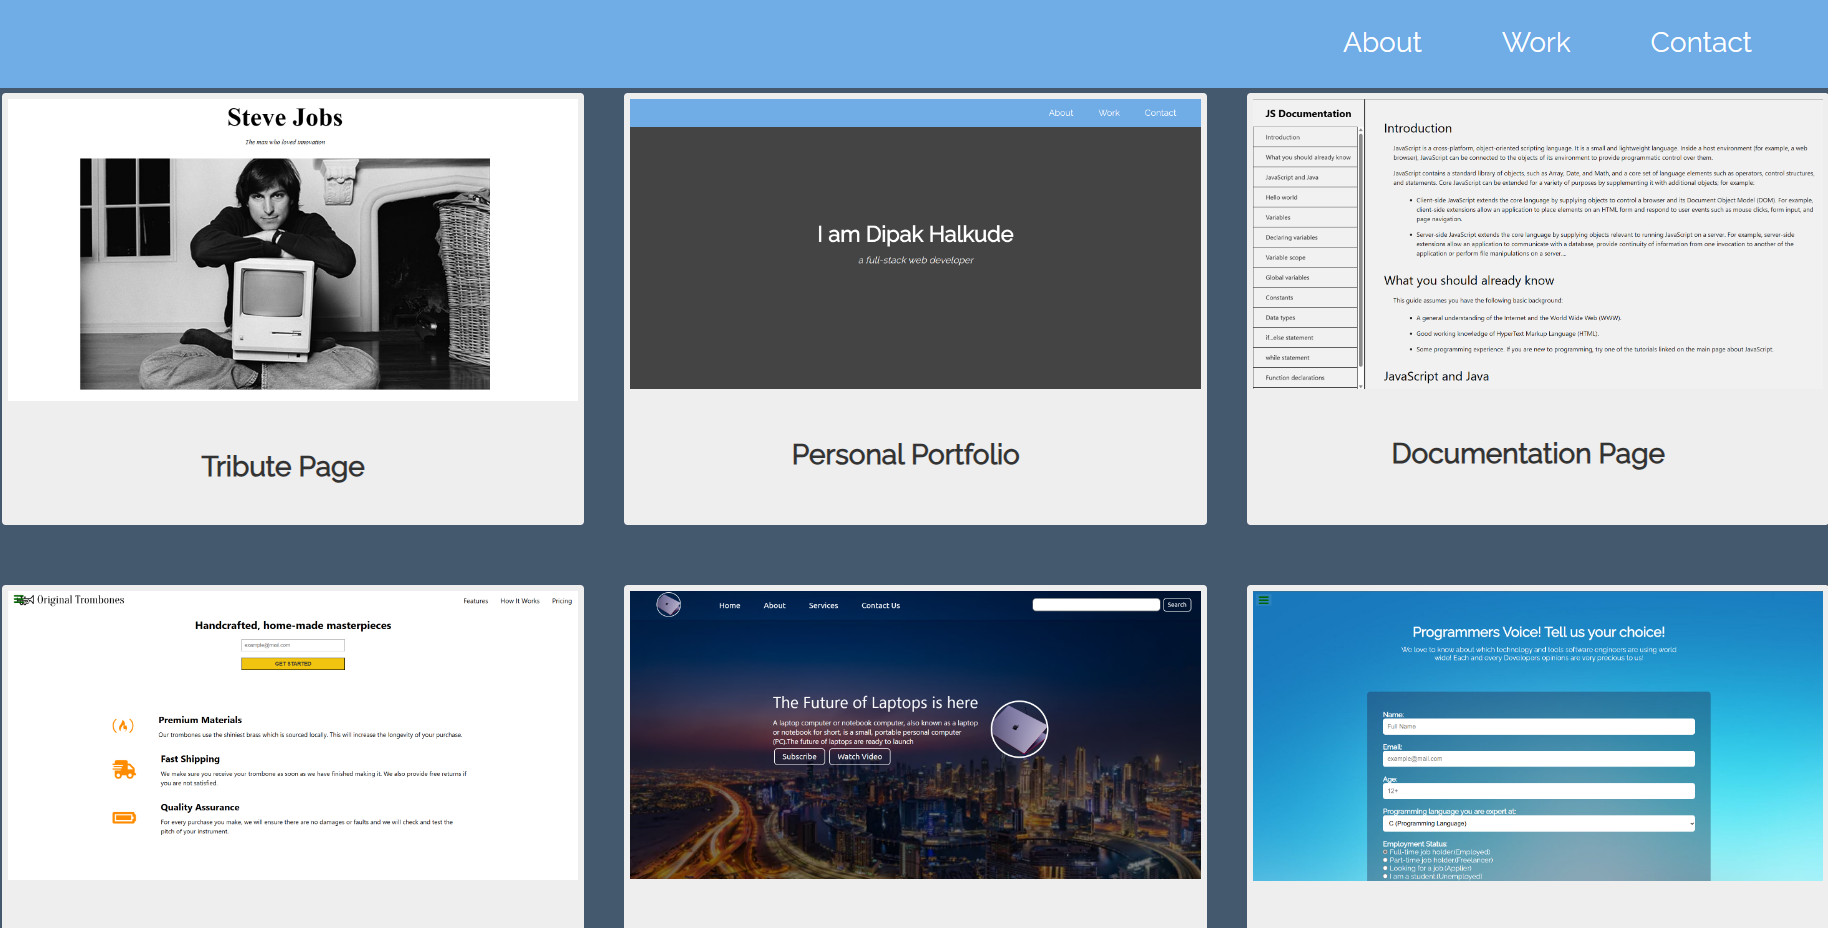 About Work Contact
Steve Jobs
The man who loved innovation
Tribute Page
About Work Contact
I am Dipak Halkude
a full-stack web developer
Personal Portfolio
JS Documentation
Introduction
What you should already know
JavaScript and Java
Hello world
Variables
Declaring variables
Variable scope
Global variables
Constants
Data types
if...else statement
while statement
Function declarations
Introduction
JavaScript is a cross-platform, object-oriented scripting language. It is a small and lightweight language. Inside a host environment (for example, a web
browser), JavaScript can be connected to the objects of its environment to provide programmatic control over them.
JavaScript contains a standard library of objects, such as Array, Date, and Math, and a core set of language elements such as operators, control structures,
and statements. Core JavaScript can be extended for a variety of purposes by supplementing it with additional objects, for example:
• Client-side JavaScript extends the core language by supplying objects to control a browser and its Document Object Model (DOM). For example,
client-side extensions allow an application to place elements on an HTML form and respond to user events such as mouse clicks, form input, and
page navigation.
• Server-side JavaScript extends the core language by supplying objects relevant to running JavaScript on a server. For example, server-side
extensions allow an application to communicate with a database, provide continuity of information from one invocation to another of the
application or perform file manipulations on a server...
What you should already know
This guide assumes you have the following basic background:
• A general understanding of the Internet and the World Wide Web (WWW).
• Good working knowledge of HyperText Markup Language (HTML).
• Some programming experience. If you are new to programming, try one of the tutorials linked on the main page about JavaScript.
JavaScript and Java
Documentation Page
Original Trombones
Features How It Works Pricing
Handcrafted, home-made masterpieces
example@mail.com
GET STARTED
Premium Materials
Our trombones use the shiniest brass which is sourced locally. This will increase the longevity of your purchase.
Fast Shipping
We make sure you receive your trombone as soon as we have finished making it. We also provide free returns if
you are not satisfied.
Quality Assurance
For every purchase you make, we will ensure there are no damages or faults and we will check and test the
pitch of your instrument.
Home About Services Contact Us
Search
The Future of Laptops is here
A laptop computer or notebook computer, also known as a laptop
or notebook for short, is a small, portable personal computer
(PC).The future of laptops are ready to launch
Subscribe Watch Video
Programmers Voice! Tell us your choice!
We love to know about which technology and tools software engineers are using world
wide! Each and every Developers opinions are very precious to us!
Name:
Full Name
Email:
example@mail.com
Age:
12+
Programming language you are expert at:
C (Programming Language)
Employment Status:
Full-time job holder(Employed)
Part-time job holder(Freelancer)
Looking for a job(Applier)
I am a student(Unemployed)